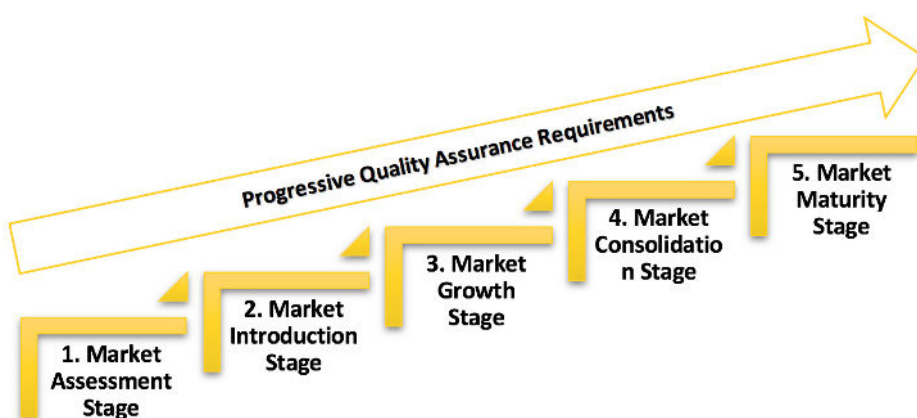 Progressive Quality Assurance Requirements
1. Market
Assessment
Stage
2. Market
Introduction
Stage
3. Market
Growth
Stage
4. Market
Consolidatio
n Stage
5. Market
Maturity
Stage